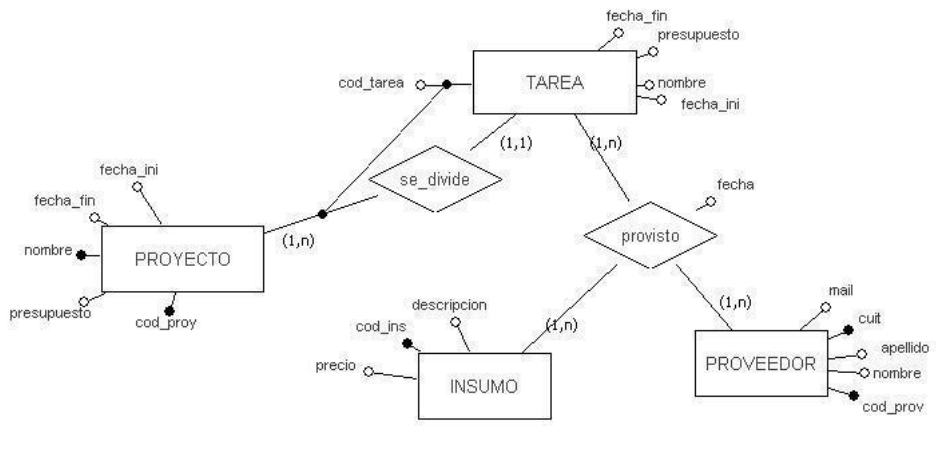 fecha_fin
presupuesto
cod_tarea
TAREA
nombre
fecha_ini
(1,1)
(1,n)
fecha_ini
se_divide
fecha
fecha_fin
(1,n)
provisto
nombre
PROYECTO
presupuesto
cod_proy
mail
descripcion
(1,n)
cod_ins
(1,n)
cuit
precio
INSUMO
PROVEEDOR
apellido
nombre
cod_prov